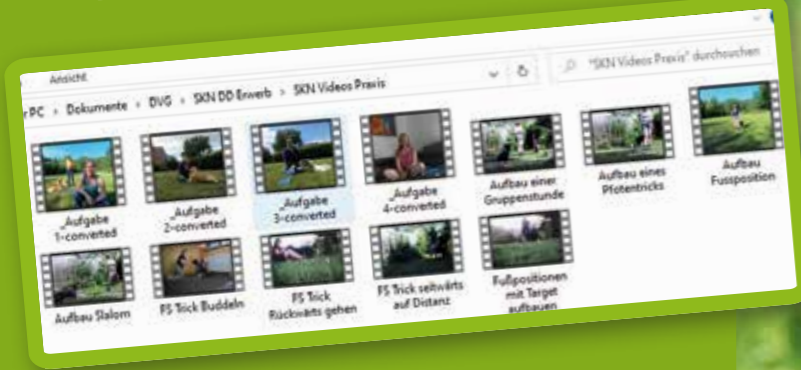 Ansicht
r PC › Dokumente › DVG › SKN DD Erwerb › SKN Videos Praxis
"SKN Videos Praxis" durchsuchen
_Aufgabe
1-converted
_Aufgabe
2-converted
_Aufgabe
3-converted
_Aufgabe
4-converted
Aufbau einer
Gruppenstunde
Aufbau eines
Pfotentricks
Aufbau
Fussposition
Aufbau Slalom
FS Trick Buddeln
FS Trick
Rückwärts gehen
FS Trick seitwärts
auf Distanz
Fußpositionen
mit Target
aufbauen